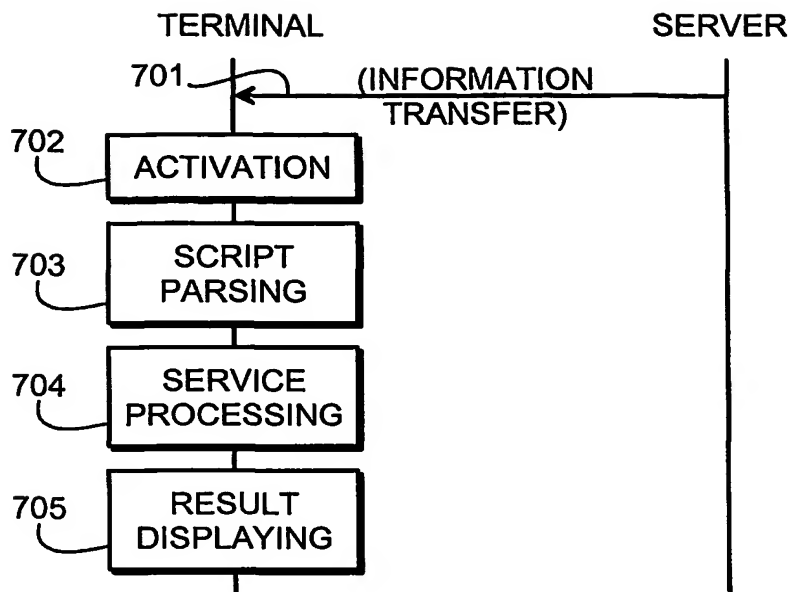 TERMINAL
SERVER
701
(INFORMATION
TRANSFER)
702
ACTIVATION
703
SCRIPT
PARSING
704
SERVICE
PROCESSING
705
RESULT
DISPLAYING